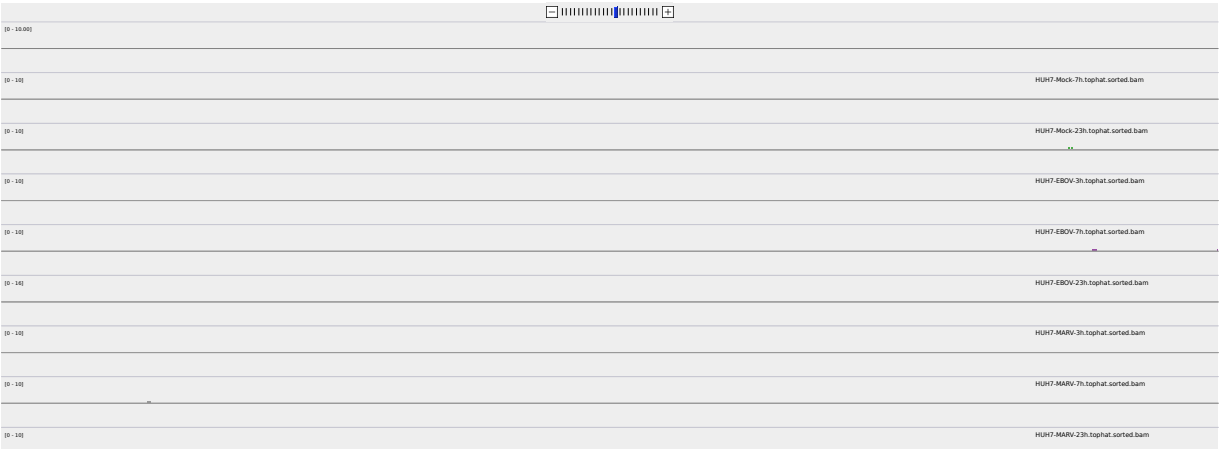 [0 - 10.00]
[0 - 10]
HUH7-Mock-7h.tophat.sorted.bam
[0 - 10]
HUH7-Mock-23h.tophat.sorted.bam
[0 - 10]
HUH7-EBOV-3h.tophat.sorted.bam
[0 - 10]
HUH7-EBOV-7h.tophat.sorted.bam
[0 - 16]
HUH7-EBOV-23h.tophat.sorted.bam
[0 - 10]
HUH7-MARV-3h.tophat.sorted.bam
[0 - 10]
HUH7-MARV-7h.tophat.sorted.bam
[0 - 10]
HUH7-MARV-23h.tophat.sorted.bam